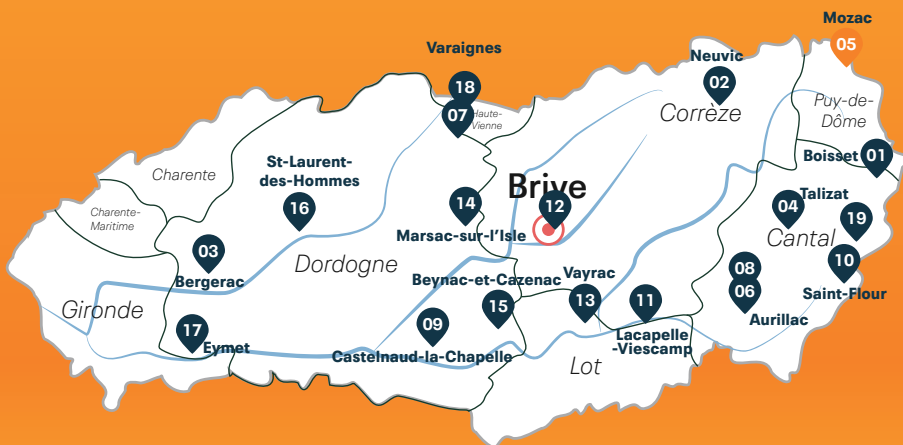 Mozac
05
Varaignes
18
07
Haute-
Vienne
Neuvic
02
Corrèze
Puy-de-
Dôme
Boisset
01
Charente
St-Laurent-
des-Hommes
16
Charente-
Maritime
Brive
12
14
Marsac-sur-l'Isle
Talizat
04
19
Cantal
03
Bergerac
Dordogne
10
Saint-Flour
08
06
Aurillac
Beynac-et-Cazenac
15
Vayrac
13
11
Lacapelle
-Viescamp
Gironde
17
Eymet
09
Castelnaud-la-Chapelle
Lot